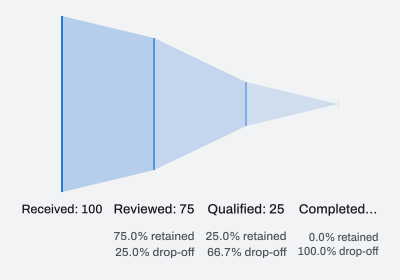 Received: 100 Reviewed: 75 Qualified: 25 Completed…
75.0% retained 25.0% retained 0.0% retained
25.0% drop-off 66.7% drop-off 100.0% drop-off